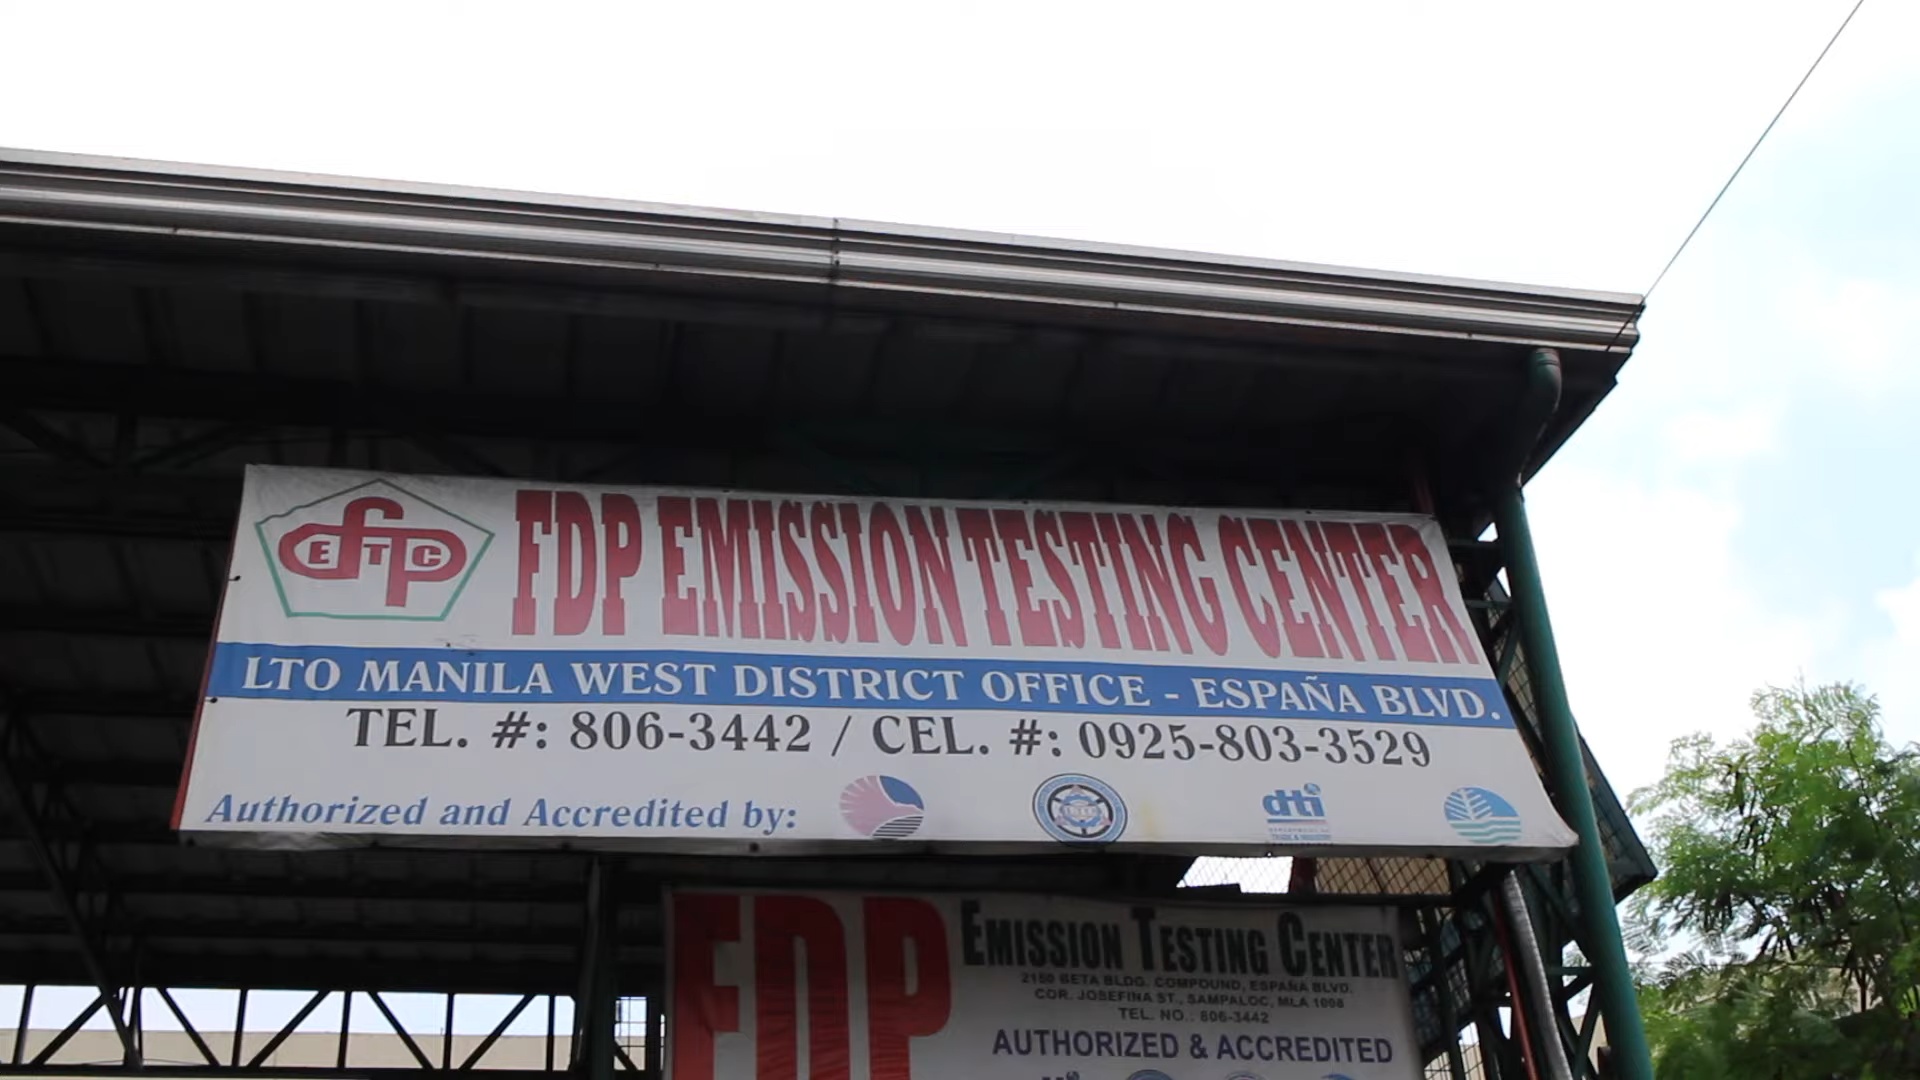 E T C
FDP EMISSION TESTING CENTER
LTO MANILA WEST DISTRICT OFFICE - ESPAÑA BLVD.
TEL. #: 806-3442 / CEL. #: 0925-803-3529
Authorized and Accredited by:
dti
TRADE & INDUSTRY
FDP
EMISSION TESTING CENTER
2150 BETA BLDG. COMPOUND, ESPAÑA BLVD.
COR. JOSEFINA ST., SAMPALOC, MLA 1008
TEL. NO.: 806-3442
AUTHORIZED & ACCREDITED